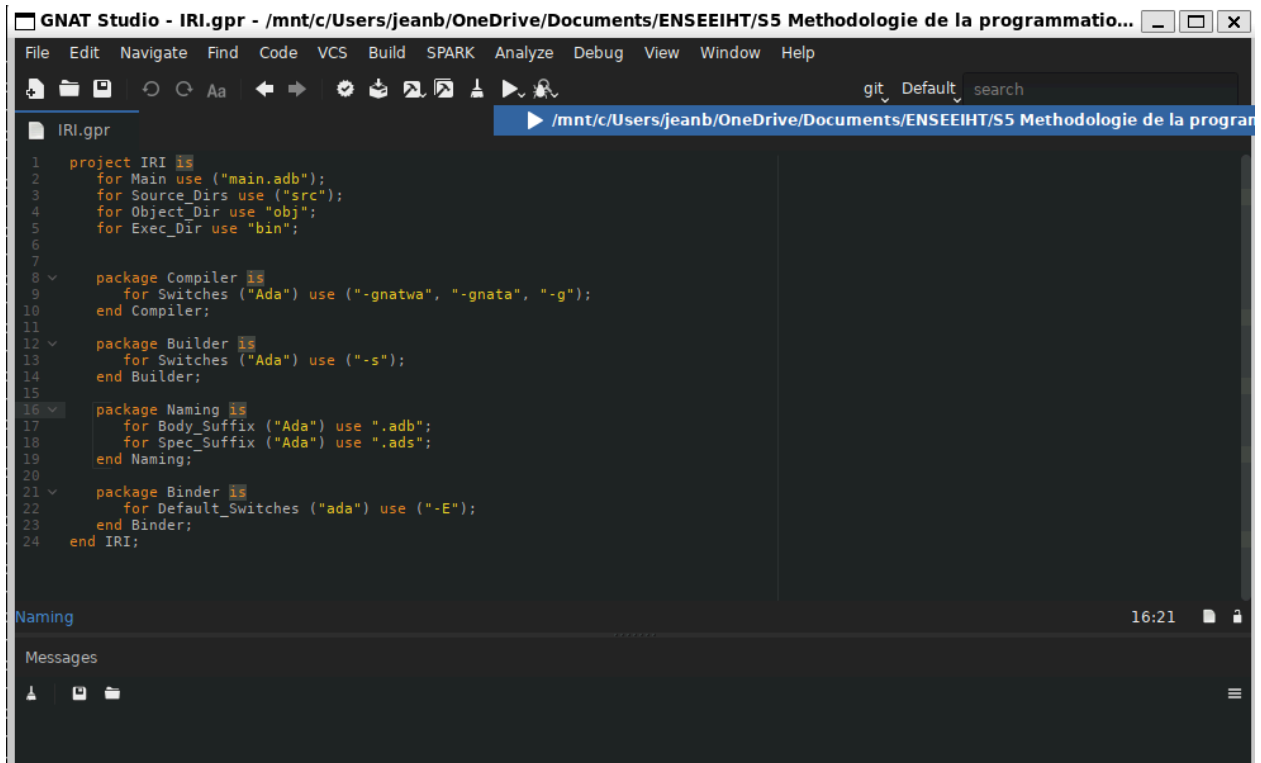 GNAT Studio - IRI.gpr - /mnt/c/Users/jeanb/OneDrive/Documents/ENSEEIHT/S5 Methodologie de la programmatio...
File Edit Navigate Find Code VCS Build SPARK Analyze Debug View Window Help
Aa git Default search
IRI.gpr
/mnt/c/Users/jeanb/OneDrive/Documents/ENSEEIHT/S5 Methodologie de la program
1 project IRI is
2 for Main use ("main.adb");
3 for Source_Dirs use ("src");
4 for Object_Dir use "obj";
5 for Exec_Dir use "bin";
6
7
8 package Compiler is
9 for Switches ("Ada") use ("-gnatwa", "-gnata", "-g");
10 end Compiler;
11
12 package Builder is
13 for Switches ("Ada") use ("-s");
14 end Builder;
15
16 package Naming is
17 for Body_Suffix ("Ada") use ".adb";
18 for Spec_Suffix ("Ada") use ".ads";
19 end Naming;
20
21 package Binder is
22 for Default_Switches ("ada") use ("-E");
23 end Binder;
24 end IRI;
Naming 16:21
Messages